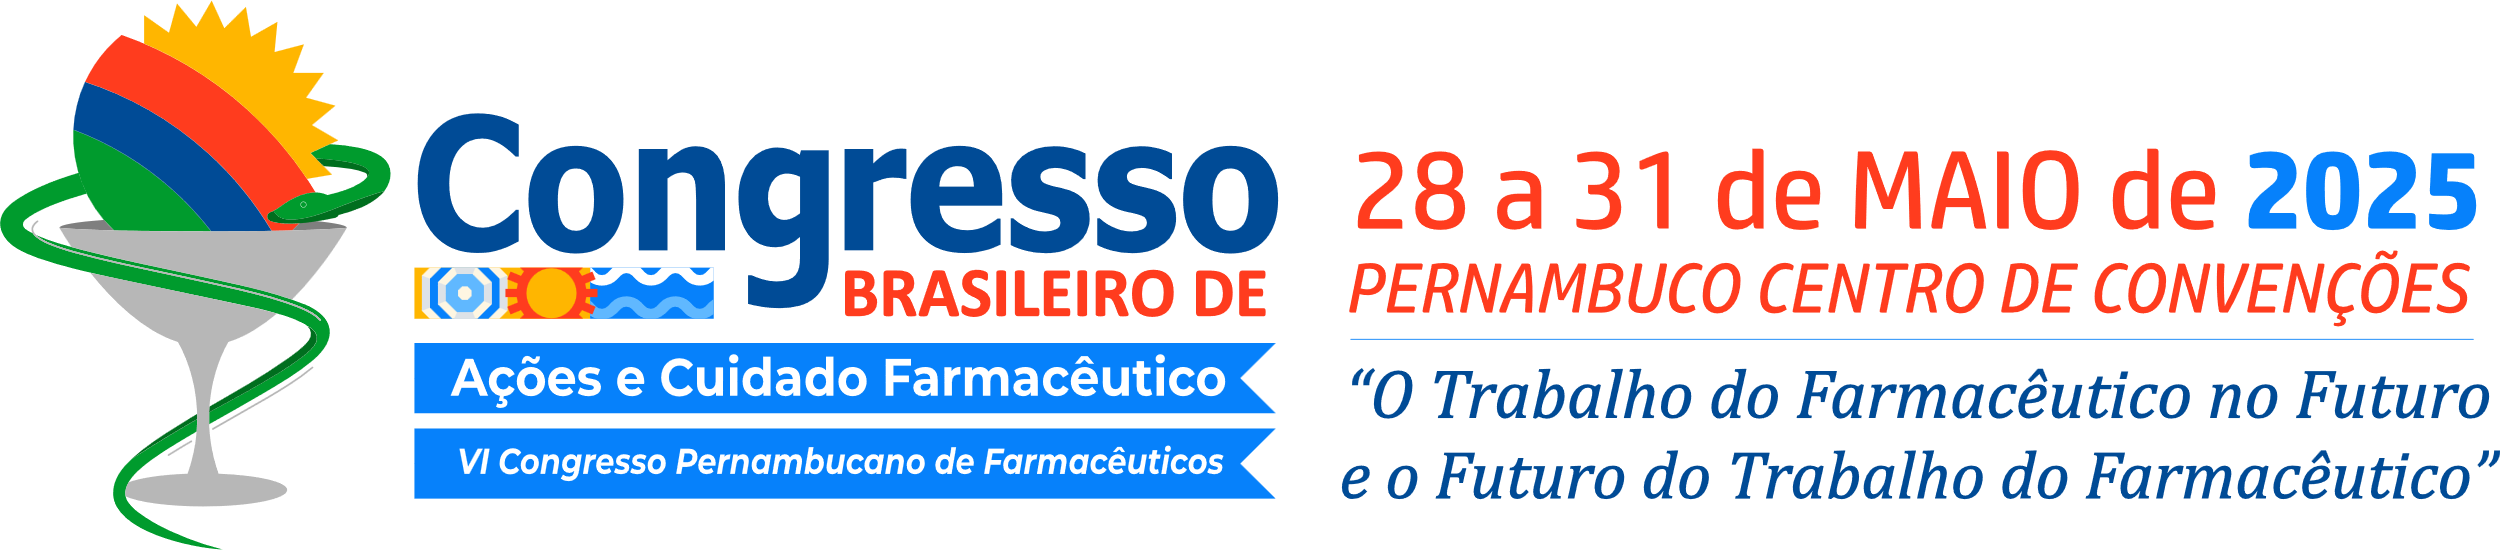 Congresso
BRASILEIRO DE
Ações e Cuidado Farmacêutico
VI Congresso Pernambucano de Farmacêuticos
28 a 31 de MAIO de 2025
PERNAMBUCO CENTRO DE CONVENÇÕES
“O Trabalho do Farmacêutico no Futuro
e o Futuro do Trabalho do Farmacêutico”